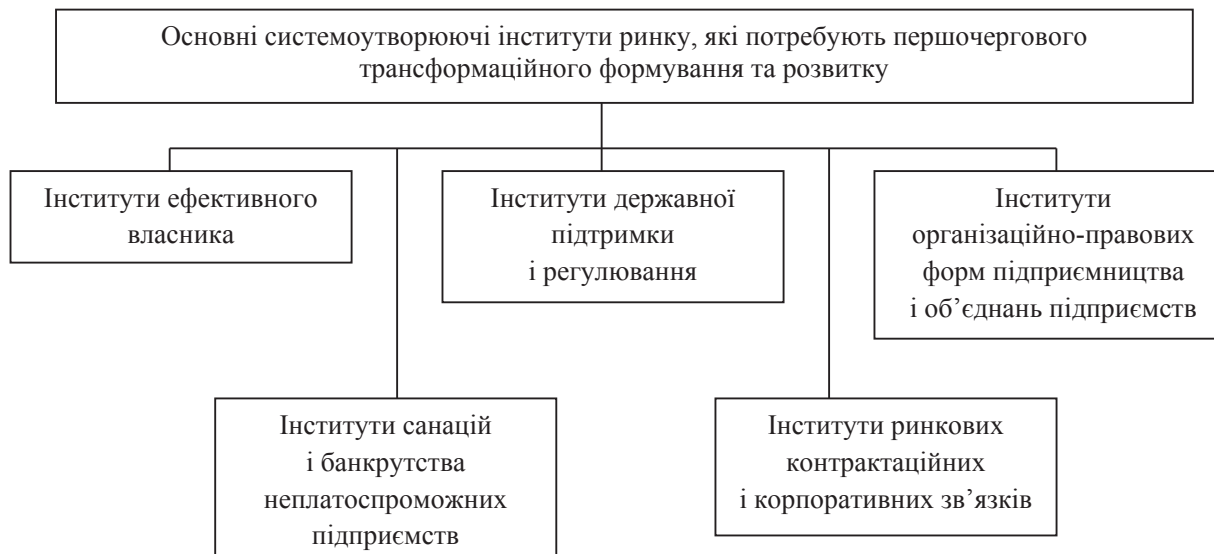 Основні системоутворюючі інститути ринку, які потребують першочергового
трансформаційного формування та розвитку
Інститути ефективного
власника
Інститути державної
підтримки
і регулювання
Інститути
організаційно-правових
форм підприємництва
і об’єднань підприємств
Інститути санацій
і банкрутства
неплатоспроможних
підприємств
Інститути ринкових
контрактаційних
і корпоративних зв’язків